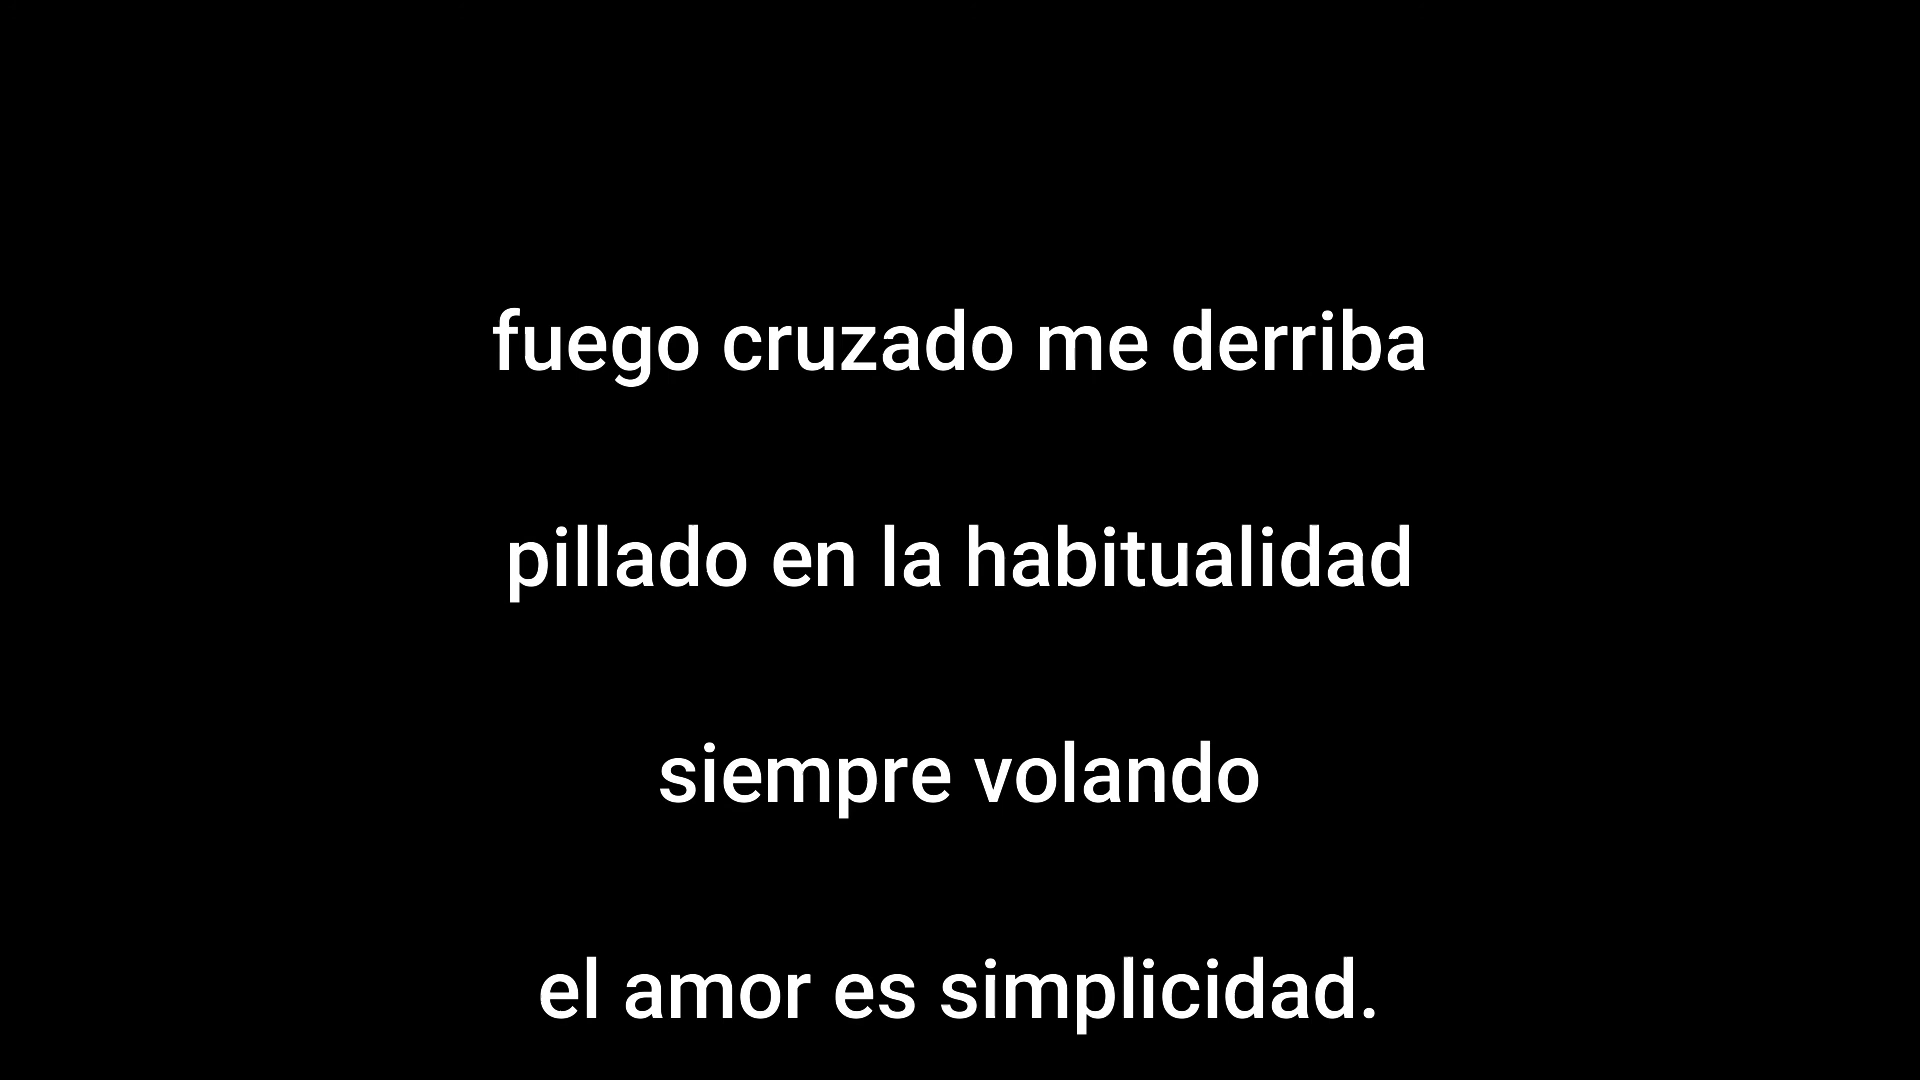 fuego cruzado me derriba
pillado en la habitualidad
siempre volando
el amor es simplicidad.